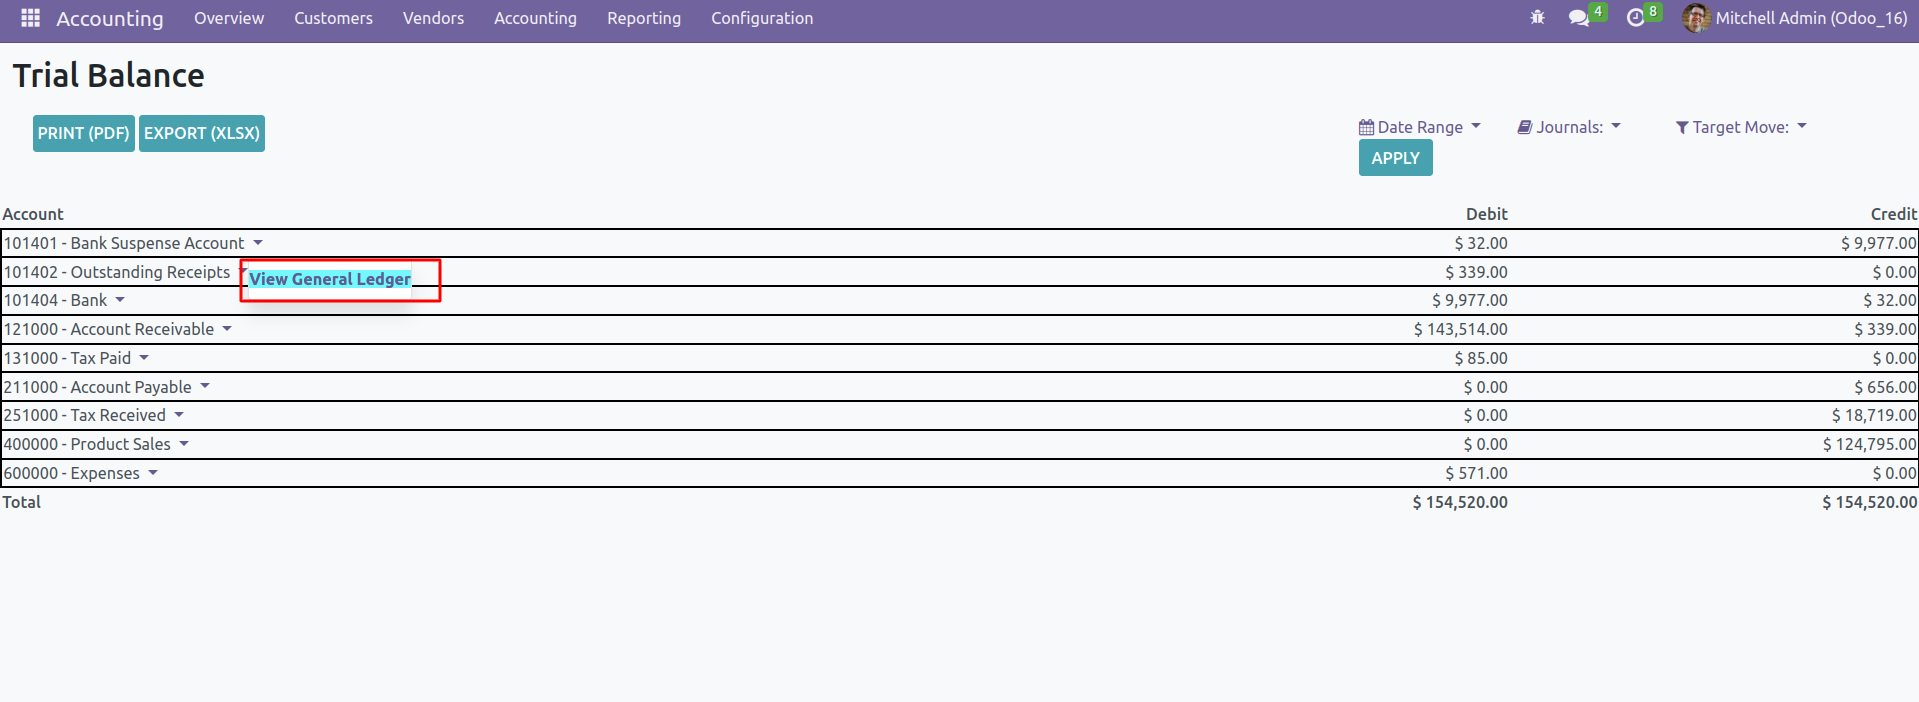 Accounting Overview Customers Vendors Accounting Reporting Configuration 4 8 Mitchell Admin (Odoo_16)
Trial Balance
PRINT (PDF) EXPORT (XLSX) Date Range Journals: Target Move:
APPLY
Account Debit Credit
101401 - Bank Suspense Account $ 32.00 $ 9,977.00
101402 - Outstanding Receipts $ 339.00 $ 0.00
View General Ledger
101404 - Bank $ 9,977.00 $ 32.00
121000 - Account Receivable $ 143,514.00 $ 339.00
131000 - Tax Paid $ 85.00 $ 0.00
211000 - Account Payable $ 0.00 $ 656.00
251000 - Tax Received $ 0.00 $ 18,719.00
400000 - Product Sales $ 0.00 $ 124,795.00
600000 - Expenses $ 571.00 $ 0.00
Total $ 154,520.00 $ 154,520.00